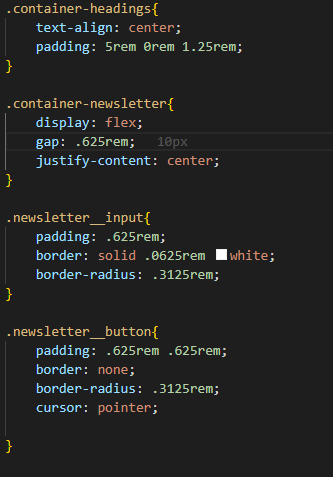 .container-headings{
    text-align: center;
    padding: 5rem 0rem 1.25rem;
}

.container-newsletter{
    display: flex;
    gap: .625rem;   10px
    justify-content: center;
}

.newsletter__input{
    padding: .625rem;
    border: solid .0625rem white;
    border-radius: .3125rem;
}

.newsletter__button{
    padding: .625rem .625rem;
    border: none;
    border-radius: .3125rem;
    cursor: pointer;

}